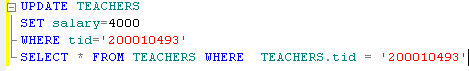 UPDATE TEACHERS
SET salary=4000
WHERE tid='200010493'
SELECT * FROM TEACHERS WHERE  TEACHERS.tid = '200010493'